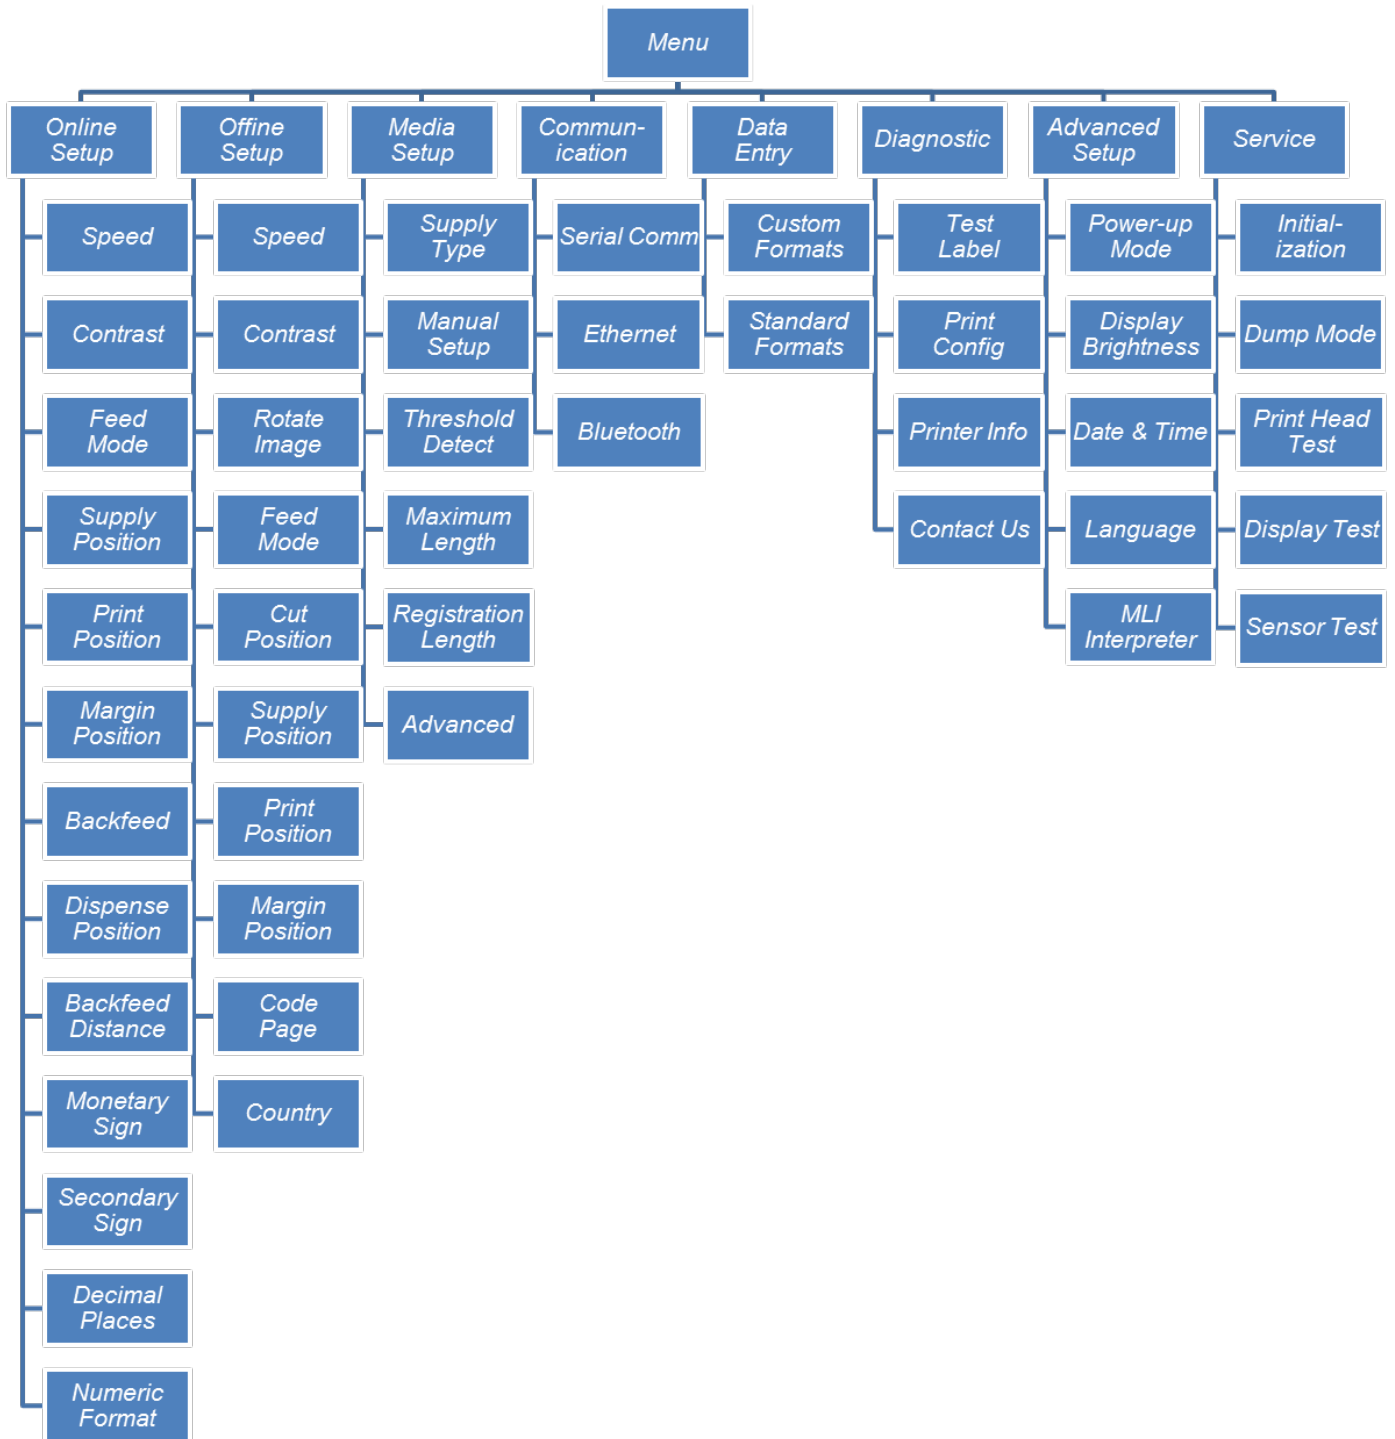 Menu
Online
Setup
Offine
Setup
Media
Setup
Commun-
ication
Data
Entry
Diagnostic
Advanced
Setup
Service
Speed
Contrast
Feed
Mode
Supply
Position
Print
Position
Margin
Position
Backfeed
Dispense
Position
Backfeed
Distance
Monetary
Sign
Secondary
Sign
Decimal
Places
Numeric
Format
Speed
Contrast
Rotate
Image
Feed
Mode
Cut
Position
Supply
Position
Print
Position
Margin
Position
Code
Page
Country
Supply
Type
Manual
Setup
Threshold
Detect
Maximum
Length
Registration
Length
Advanced
Serial Comm
Ethernet
Bluetooth
Custom
Formats
Standard
Formats
Test
Label
Print
Config
Printer Info
Contact Us
Power-up
Mode
Display
Brightness
Date & Time
Language
MLI
Interpreter
Initial-
ization
Dump Mode
Print Head
Test
Display Test
Sensor Test